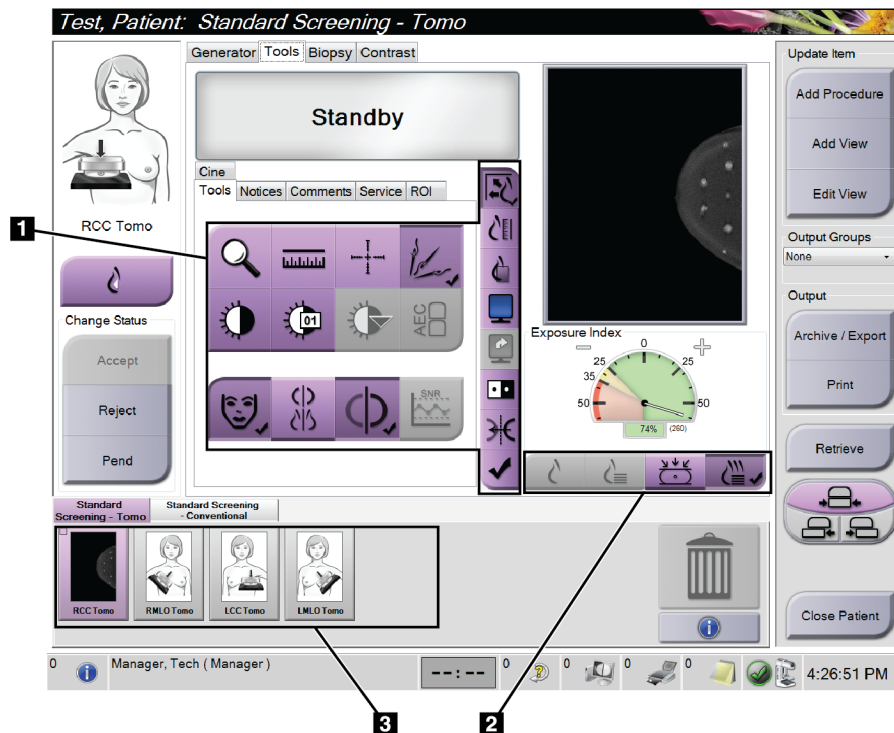 Test, Patient: Standard Screening - Tomo
Generator Tools Biopsy Contrast
Standby
Cine
Tools Notices Comments Service ROI
01
AEC
SNR
RCC Tomo
Change Status
Accept
Reject
Pend
Exposure Index
0
25 25
35
50 50
74% (260)
Update Item
Add Procedure
Add View
Edit View
Output Groups
None
Output
Archive / Export
Print
Retrieve
Close Patient
Standard
Screening - Tomo
Standard Screening
- Conventional
RCC Tomo
RMLO Tomo
LCC Tomo
LMLO Tomo
0 Manager, Tech ( Manager ) --:-- 0 0 0 0 4:26:51 PM
1
3
2